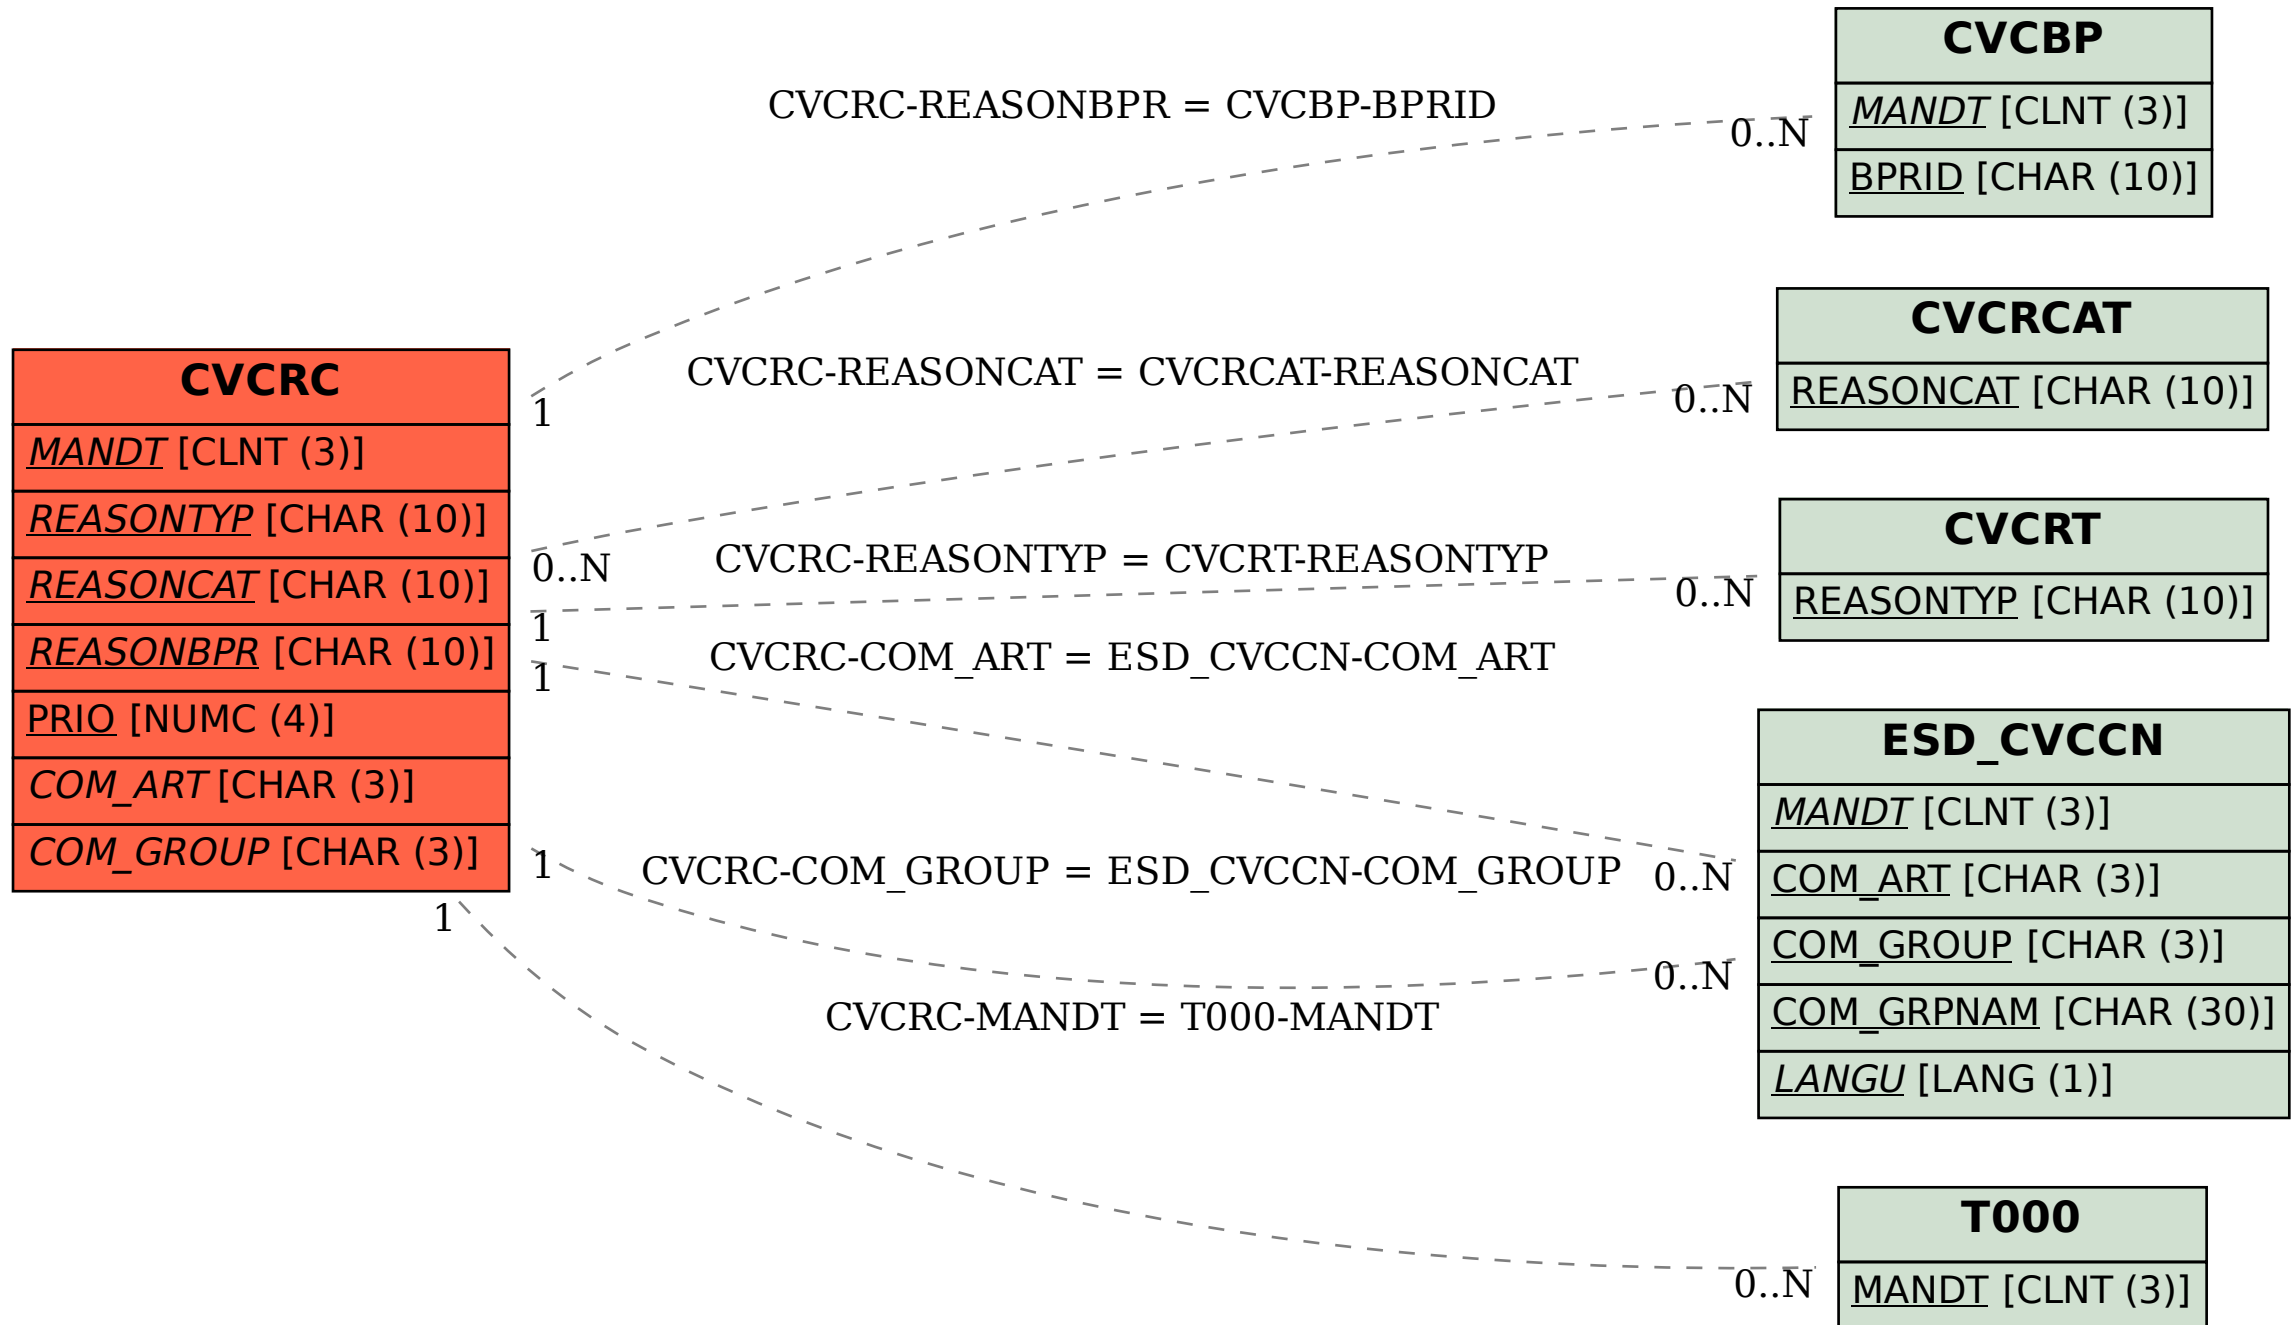 CVCRC
MANDT [CLNT (3)]
REASONTYP [CHAR (10)]
REASONCAT [CHAR (10)]
REASONBPR [CHAR (10)]
PRIO [NUMC (4)]
COM_ART [CHAR (3)]
COM_GROUP [CHAR (3)]
CVCRC-REASONBPR = CVCBP-BPRID
1
0..N
CVCRC-REASONCAT = CVCRCAT-REASONCAT
0..N
0..N
CVCRC-REASONTYP = CVCRT-REASONTYP
1
0..N
CVCRC-COM_ART = ESD_CVCCN-COM_ART
1
0..N
CVCRC-COM_GROUP = ESD_CVCCN-COM_GROUP
1
0..N
CVCRC-MANDT = T000-MANDT
1
0..N
CVCBP
MANDT [CLNT (3)]
BPRID [CHAR (10)]
CVCRCAT
REASONCAT [CHAR (10)]
CVCRT
REASONTYP [CHAR (10)]
ESD_CVCCN
MANDT [CLNT (3)]
COM_ART [CHAR (3)]
COM_GROUP [CHAR (3)]
COM_GRPNAM [CHAR (30)]
LANGU [LANG (1)]
T000
MANDT [CLNT (3)]